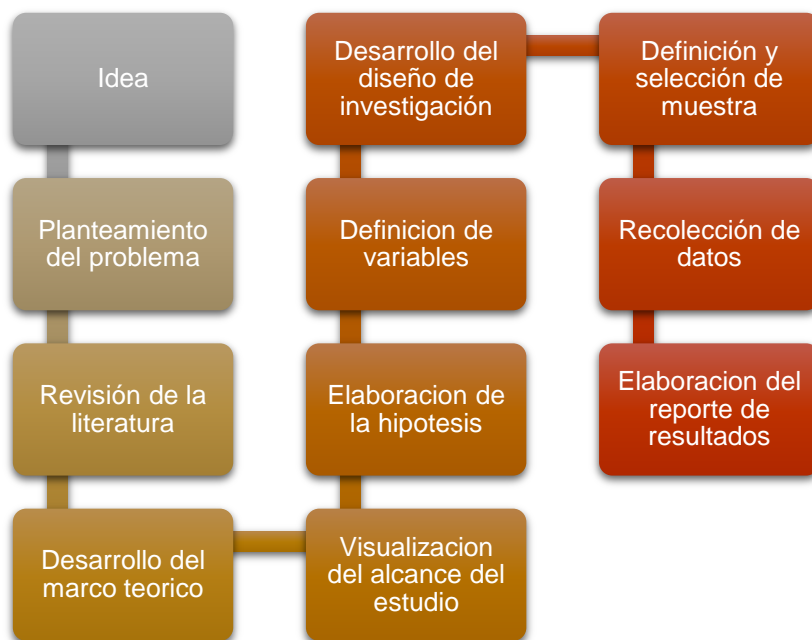 Idea
Planteamiento
del problema
Revisión de la
literatura
Desarrollo del
marco teorico
Visualizacion
del alcance del
estudio
Elaboracion de
la hipotesis
Definicion de
variables
Desarrollo del
diseño de
investigación
Definición y
selección de
muestra
Recolección de
datos
Elaboracion del
reporte de
resultados